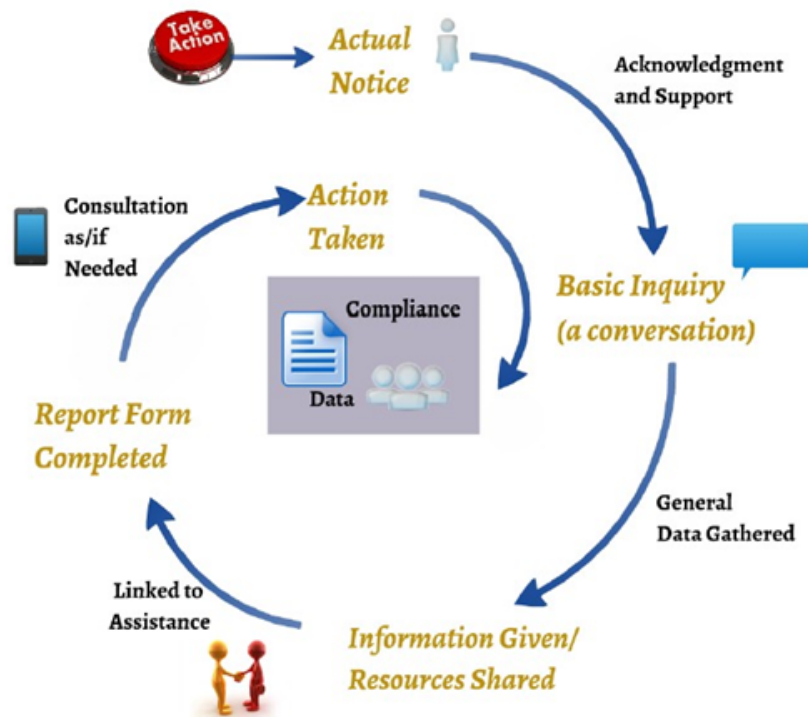 Take
Action
Actual
Notice
Acknowledgment
and Support
Basic Inquiry
(a conversation)
General
Data Gathered
Information Given/
Resources Shared
Linked to
Assistance
Report Form
Completed
Consultation
as/if
Needed
Action
Taken
Compliance
Data